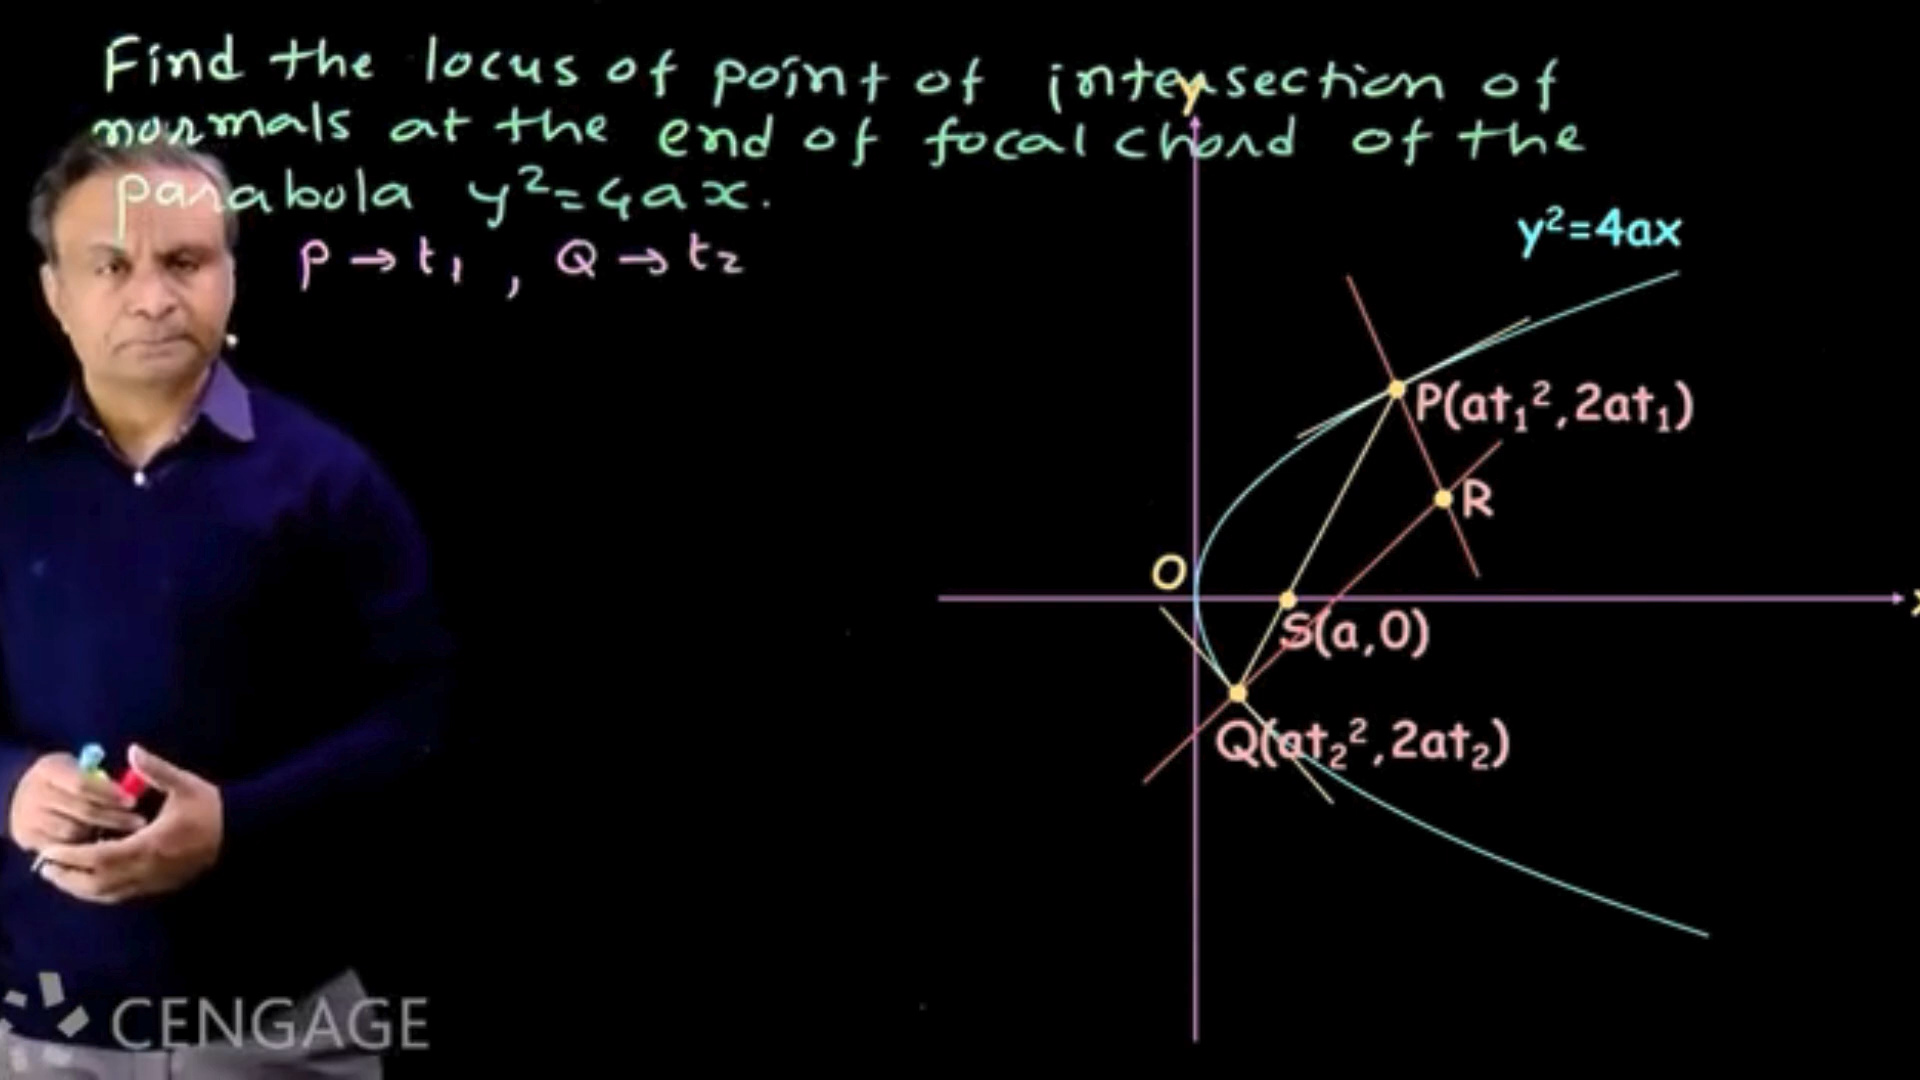 Find the locus of point of intersection of
normals at the end of focal chord of the
parabola y²=4ax.
P→t₁, Q→t₂
y
y²=4ax
P(at₁²,2at₁)
R
O
x
S(a,0)
Q(at₂²,2at₂)
CENGAGE